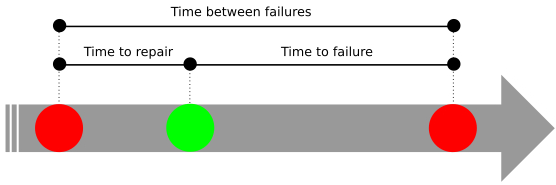 Time between failures
Time to repair
Time to failure